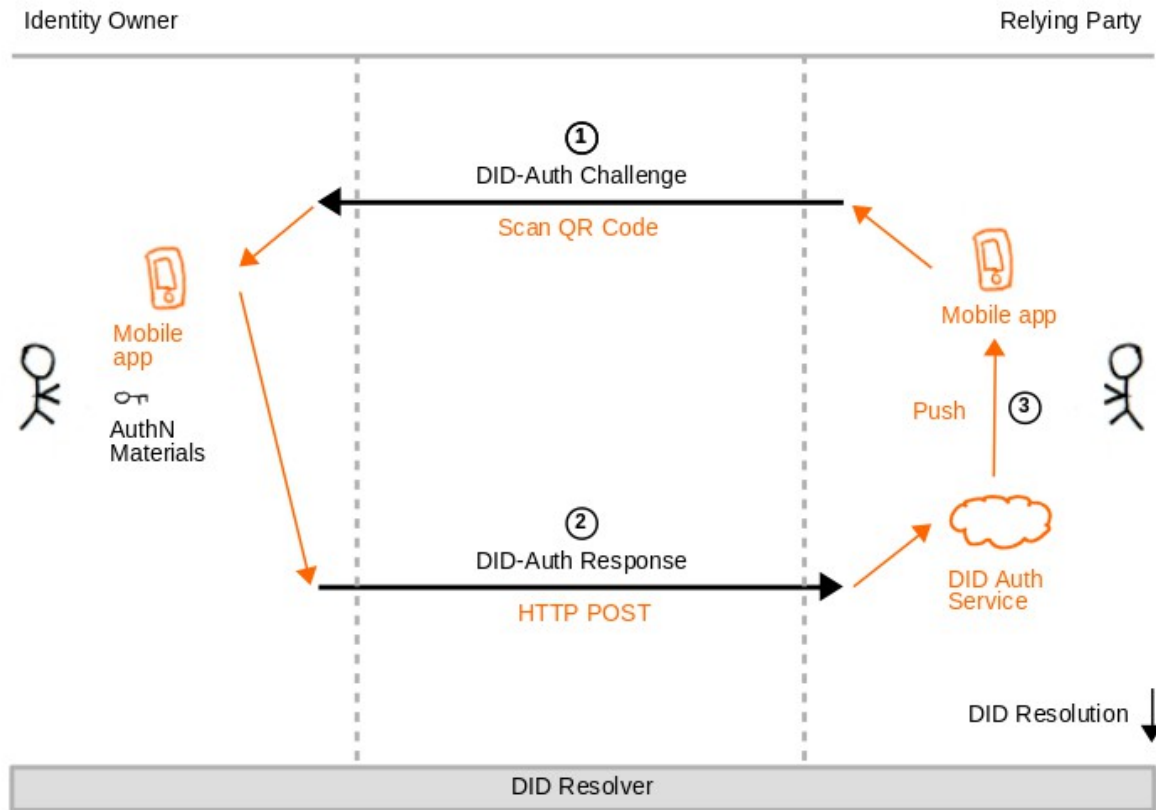 Identity Owner
Relying Party
1
DID-Auth Challenge
Scan QR Code
Mobile
app
AuthN
Materials
Mobile app
Push
3
2
DID-Auth Response
HTTP POST
DID Auth
Service
DID Resolution
DID Resolver